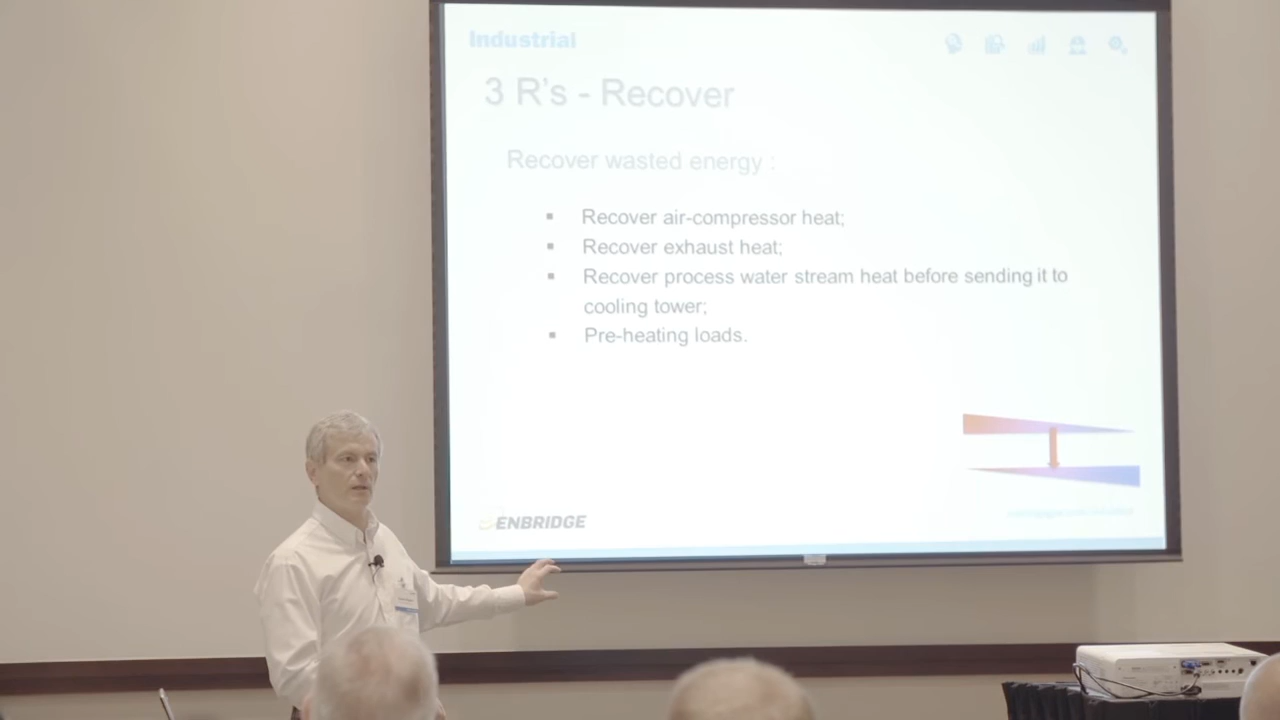 Industrial
3 R's - Recover
Recover wasted energy :
▪ Recover air-compressor heat;
▪ Recover exhaust heat;
▪ Recover process water stream heat before sending it to
cooling tower;
▪ Pre-heating loads.
ENBRIDGE